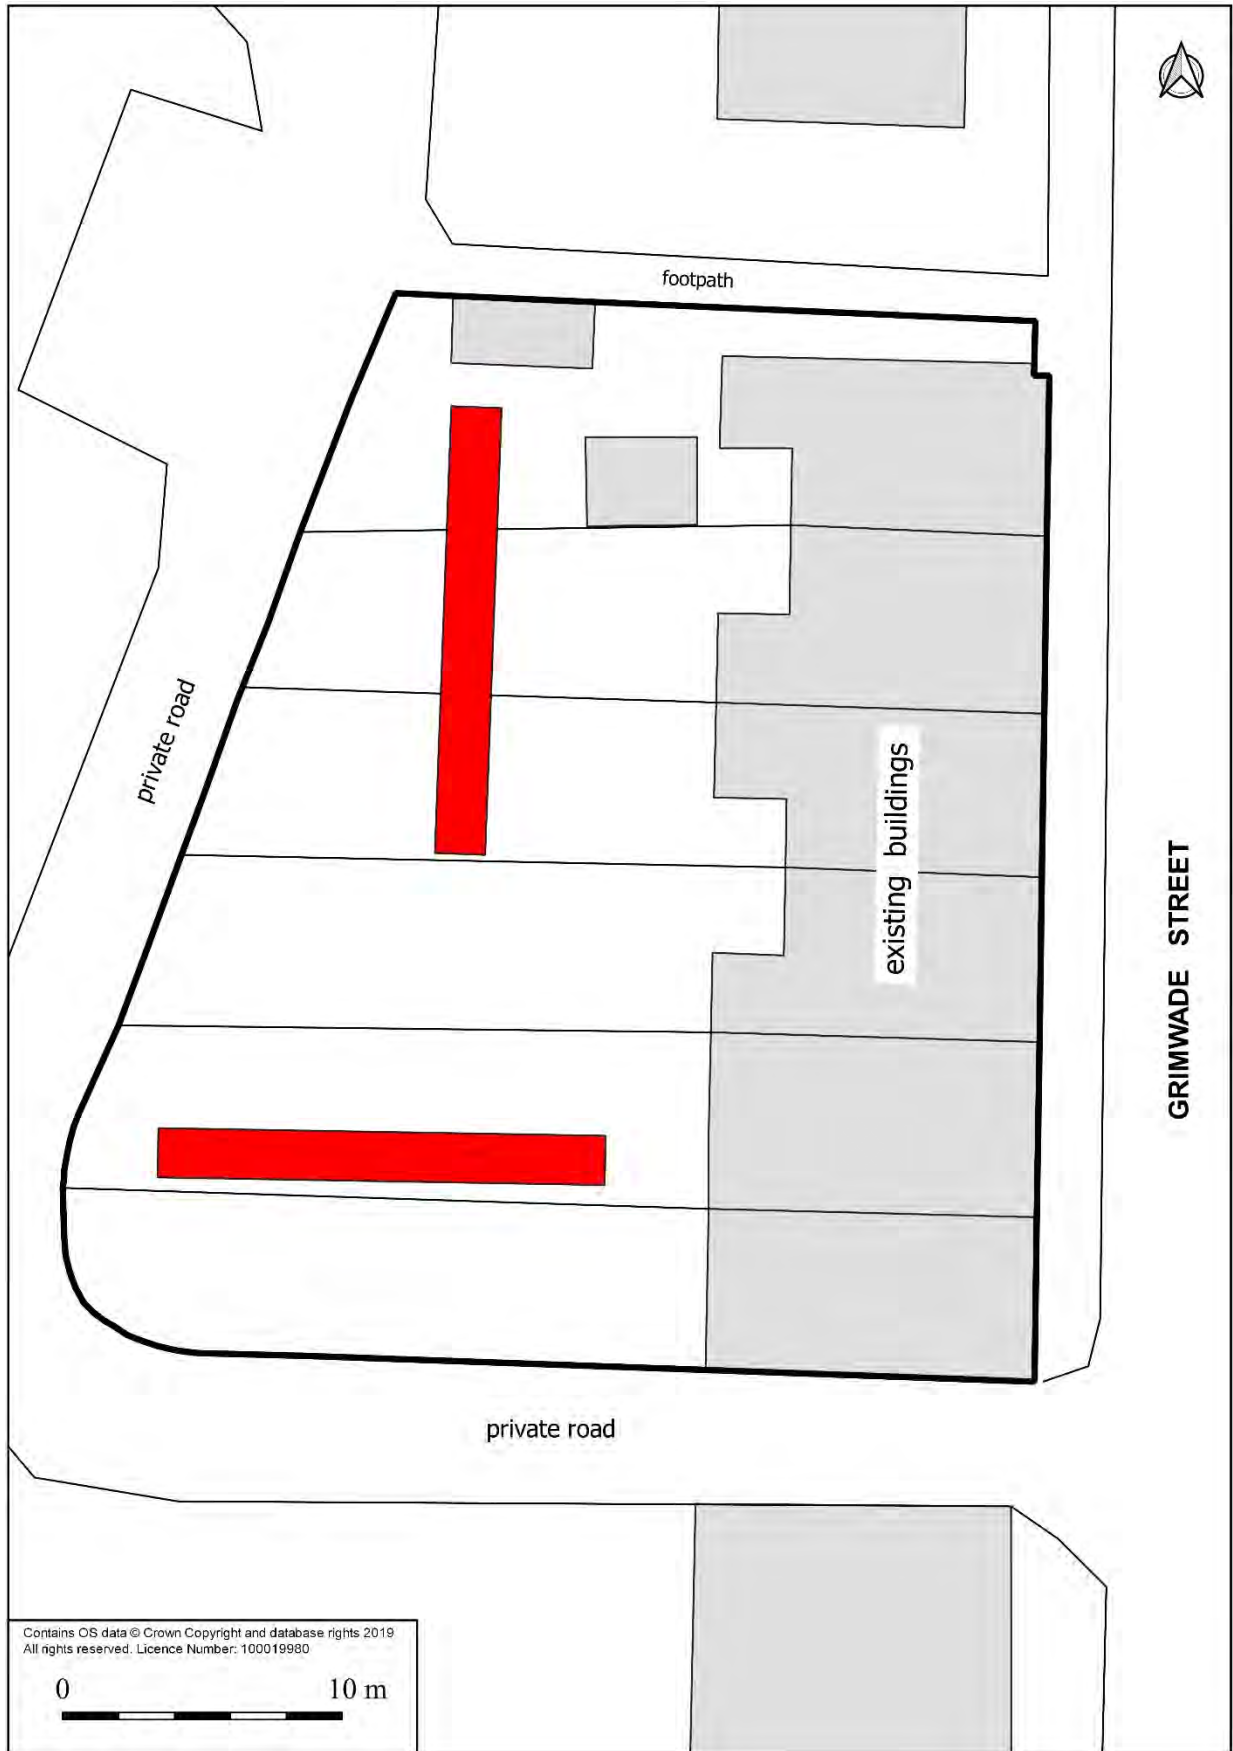 footpath
private road
existing buildings
GRIMWADE STREET
private road
Contains OS data © Crown Copyright and database rights 2019
All rights reserved. Licence Number: 100019980
0 10 m